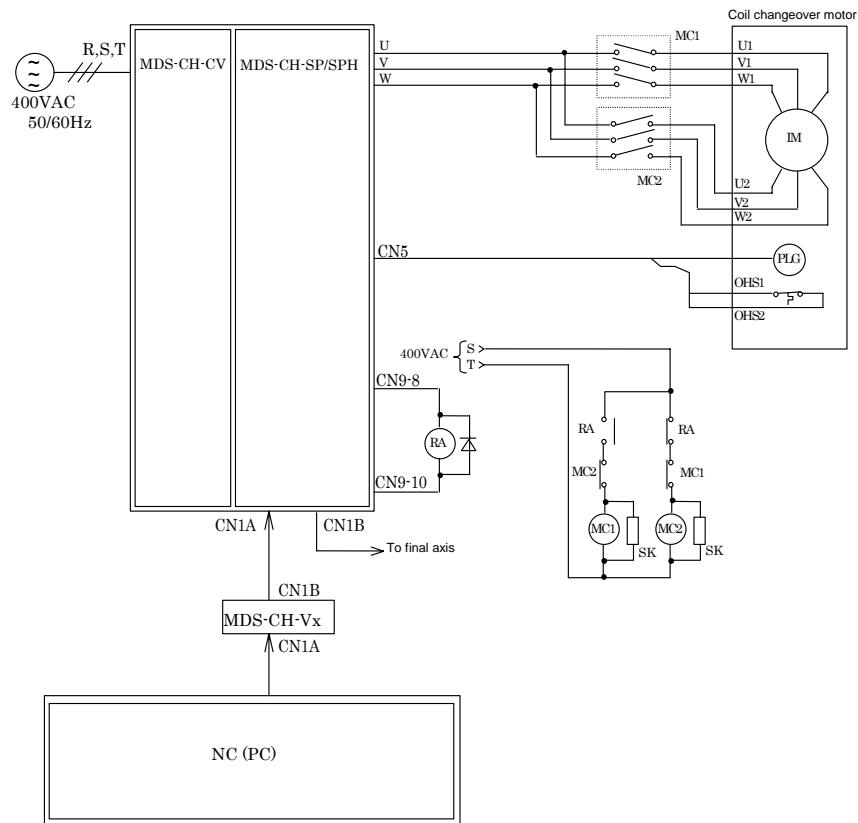 Coil changeover motor
MC1
R,S,T
MDS-CH-CV
MDS-CH-SP/SPH
U
V
W
U1
V1
W1
400VAC
50/60Hz
IM
MC2
U2
V2
W2
CN5
PLG
OHS1
OHS2
400VAC
S
T
CN9-8
RA
RA
RA
MC2
MC1
CN9-10
MC1
SK
MC2
SK
CN1A
CN1B
To final axis
CN1B
MDS-CH-Vx
CN1A
NC (PC)